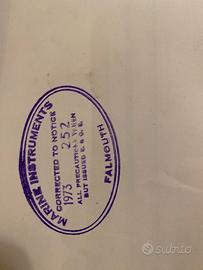 MARINE INSTRUMENTS
CORRECTED TO NOTICE
1973 252
ALL PRECAUTIONS TAKEN
BUT ISSUED E. & O. E.
FALMOUTH
subito